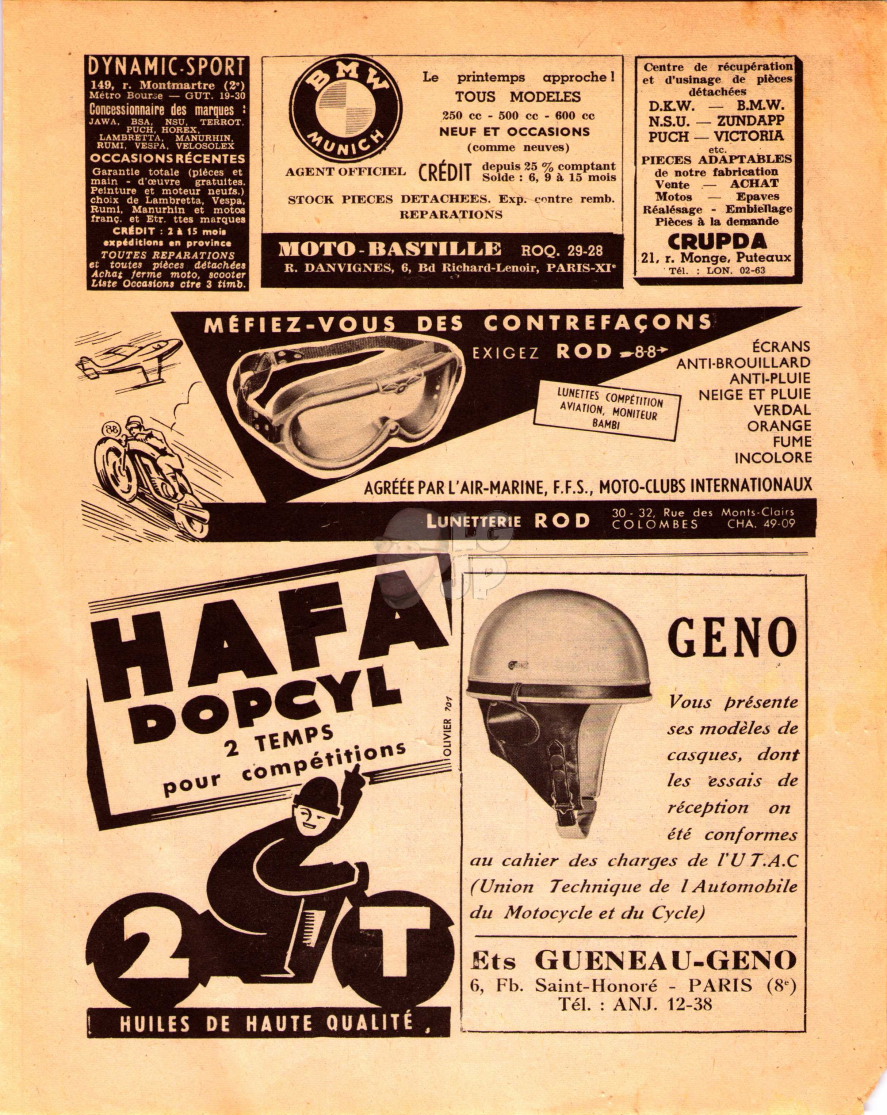 DYNAMIC-SPORT
149, r. Montmartre (2e)
Métro Bourse — GUT. 19-30
Concessionnaire des marques :
JAWA, BSA, NSU, TERROT,
PUCH, HOREX,
LAMBRETTA, MANURHIN,
RUMI, VESPA, VELOSOLEX
OCCASIONS RÉCENTES
Garantie totale (pièces et
main - d'œuvre gratuites.
Peinture et moteur neufs.)
choix de Lambretta, Vespa,
Rumi, Manurhin et motos
franç. et Etr. ttes marques
CRÉDIT : 2 à 15 mois
expéditions en province
TOUTES REPARATIONS
et toutes pièces détachées
Achat ferme moto, scooter
Liste Occasions ctre 3 timb.
BMW
MUNICH
AGENT OFFICIEL
Le printemps approche !
TOUS MODELES
250 cc - 500 cc - 600 cc
NEUF ET OCCASIONS
(comme neuves)
CRÉDIT depuis 25 % comptant
Solde : 6, 9 à 15 mois
STOCK PIECES DETACHEES. Exp. contre remb.
REPARATIONS
MOTO-BASTILLE ROQ. 29-28
R. DANVIGNES, 6, Bd Richard-Lenoir, PARIS-XIe
Centre de récupération
et d'usinage de pièces
détachées
D.K.W. — B.M.W.
N.S.U. — ZUNDAPP
PUCH — VICTORIA
etc.
PIECES ADAPTABLES
de notre fabrication
Vente — ACHAT
Motos — Epaves
Réalésage - Embiellage
Pièces à la demande
CRUPDA
21, r. Monge, Puteaux
Tél. : LON. 02-63
MÉFIEZ-VOUS DES CONTREFAÇONS
EXIGEZ ROD 88
ÉCRANS
ANTI-BROUILLARD
ANTI-PLUIE
NEIGE ET PLUIE
VERDAL
ORANGE
FUME
INCOLORE
LUNETTES COMPÉTITION
AVIATION, MONITEUR
BAMBI
88
AGRÉÉE PAR L'AIR-MARINE, F.F.S., MOTO-CLUBS INTERNATIONAUX
LUNETTERIE ROD
30-32, Rue des Monts-Clairs
COLOMBES CHA. 49-09
LG
JP
HAFA
DOPCYL
2 TEMPS
pour compétitions
OLIVIER 701
2 T
HUILES DE HAUTE QUALITÉ
GENO
Vous présente
ses modèles de
casques, dont
les essais de
réception on
été conformes
au cahier des charges de l'U T.A.C
(Union Technique de l Automobile
du Motocycle et du Cycle)
Ets GUENEAU-GENO
6, Fb. Saint-Honoré - PARIS (8e)
Tél. : ANJ. 12-38